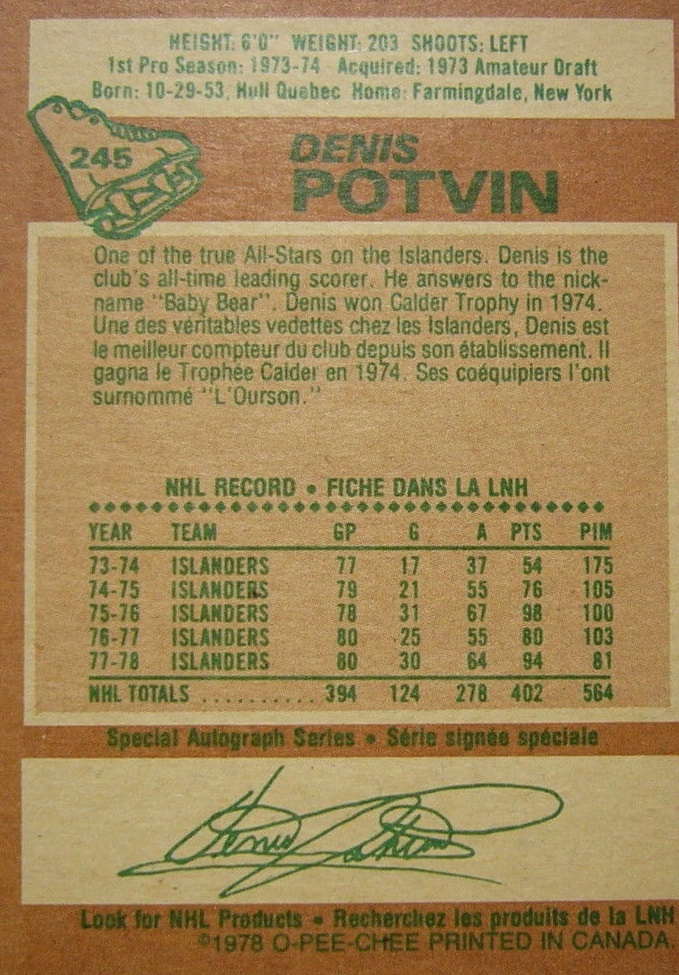 HEIGHT: 6'0" WEIGHT: 203 SHOOTS: LEFT
1st Pro Season: 1973-74 Acquired: 1973 Amateur Draft
Born: 10-29-53, Hull Quebec Home: Farmingdale, New York
245
DENIS
POTVIN
One of the true All-Stars on the Islanders. Denis is the
club's all-time leading scorer. He answers to the nick-
name "Baby Bear". Denis won Calder Trophy in 1974.
Une des véritables vedettes chez les Islanders, Denis est
le meilleur compteur du club depuis son établissement. Il
gagna le Trophée Calder en 1974. Ses coéquipiers l'ont
surnommé "L'Ourson."
NHL RECORD • FICHE DANS LA LNH
YEAR TEAM GP G A PTS PIM
73-74 ISLANDERS 77 17 37 54 175
74-75 ISLANDERS 79 21 55 76 105
75-76 ISLANDERS 78 31 67 98 100
76-77 ISLANDERS 80 25 55 80 103
77-78 ISLANDERS 80 30 64 94 81
NHL TOTALS .......... 394 124 278 402 564
Special Autograph Series • Série signée spéciale
Denis Potvin
Look for NHL Products • Recherchez les produits de la LNH
©1978 O-PEE-CHEE PRINTED IN CANADA.